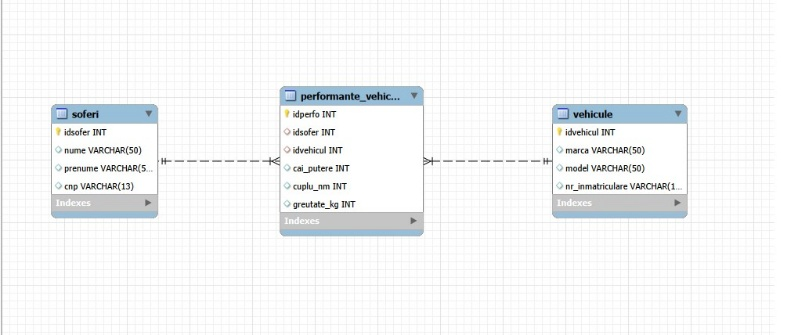 soferi
idsofer INT
nume VARCHAR(50)
prenume VARCHAR(5...
cnp VARCHAR(13)
Indexes
performante_vehic...
idperfo INT
idsofer INT
idvehicul INT
cai_putere INT
cuplu_nm INT
greutate_kg INT
Indexes
vehicule
idvehicul INT
marca VARCHAR(50)
model VARCHAR(50)
nr_inmatriculare VARCHAR(1...
Indexes